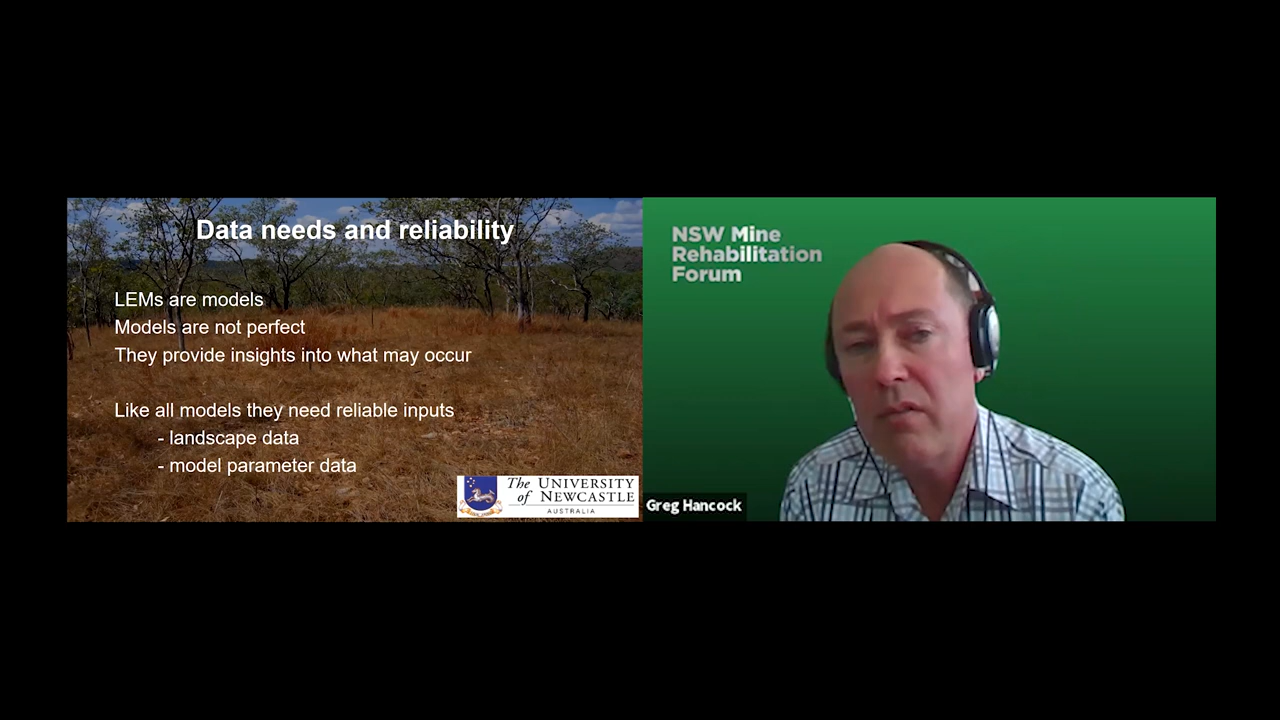 Data needs and reliability
LEMs are models
Models are not perfect
They provide insights into what may occur
Like all models they need reliable inputs
- landscape data
- model parameter data
The UNIVERSITY
of NEWCASTLE
AUSTRALIA
NSW Mine
Rehabilitation
Forum
Greg Hancock